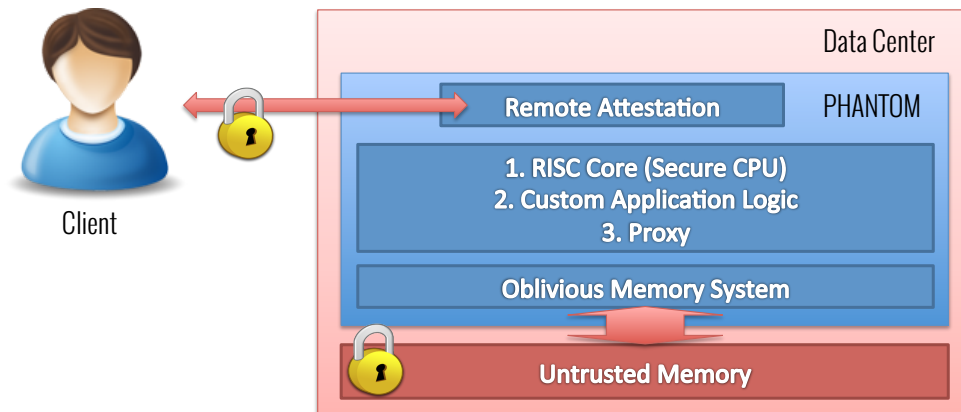 Data Center
Remote Attestation
PHANTOM
1. RISC Core (Secure CPU)
2. Custom Application Logic
3. Proxy
Client
Oblivious Memory System
Untrusted Memory